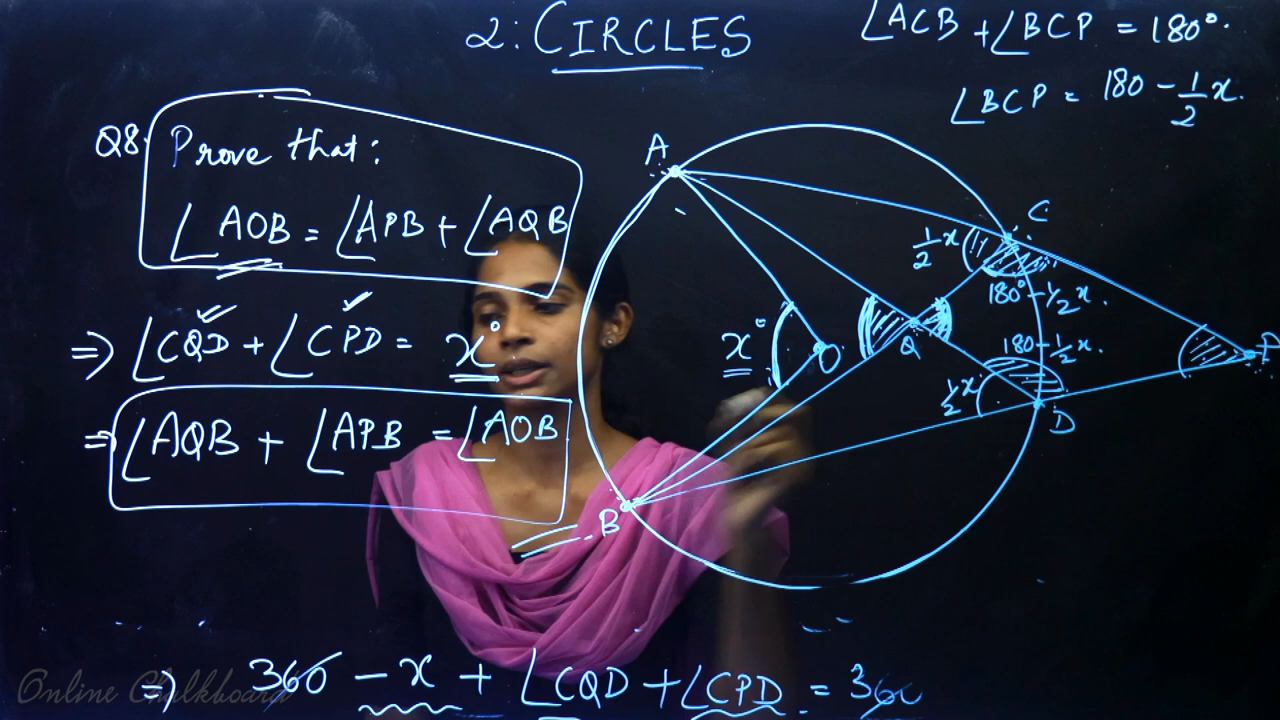 2: CIRCLES
∠ACB + ∠BCP = 180°.
∠BCP = 180 - 1/2 x.
Q8. Prove that:
∠AOB = ∠APB + ∠AQB
⇒ ∠CQD + ∠CPD = x°
⇒ ∠AQB + ∠APB = ∠AOB
A
C
1/2 x
180° - 1/2 x.
x°
O
Q
180 - 1/2 x.
P
1/2 x
D
B
⇒ 360 - x + ∠CQD + ∠CPD = 360
Online Chalkboard